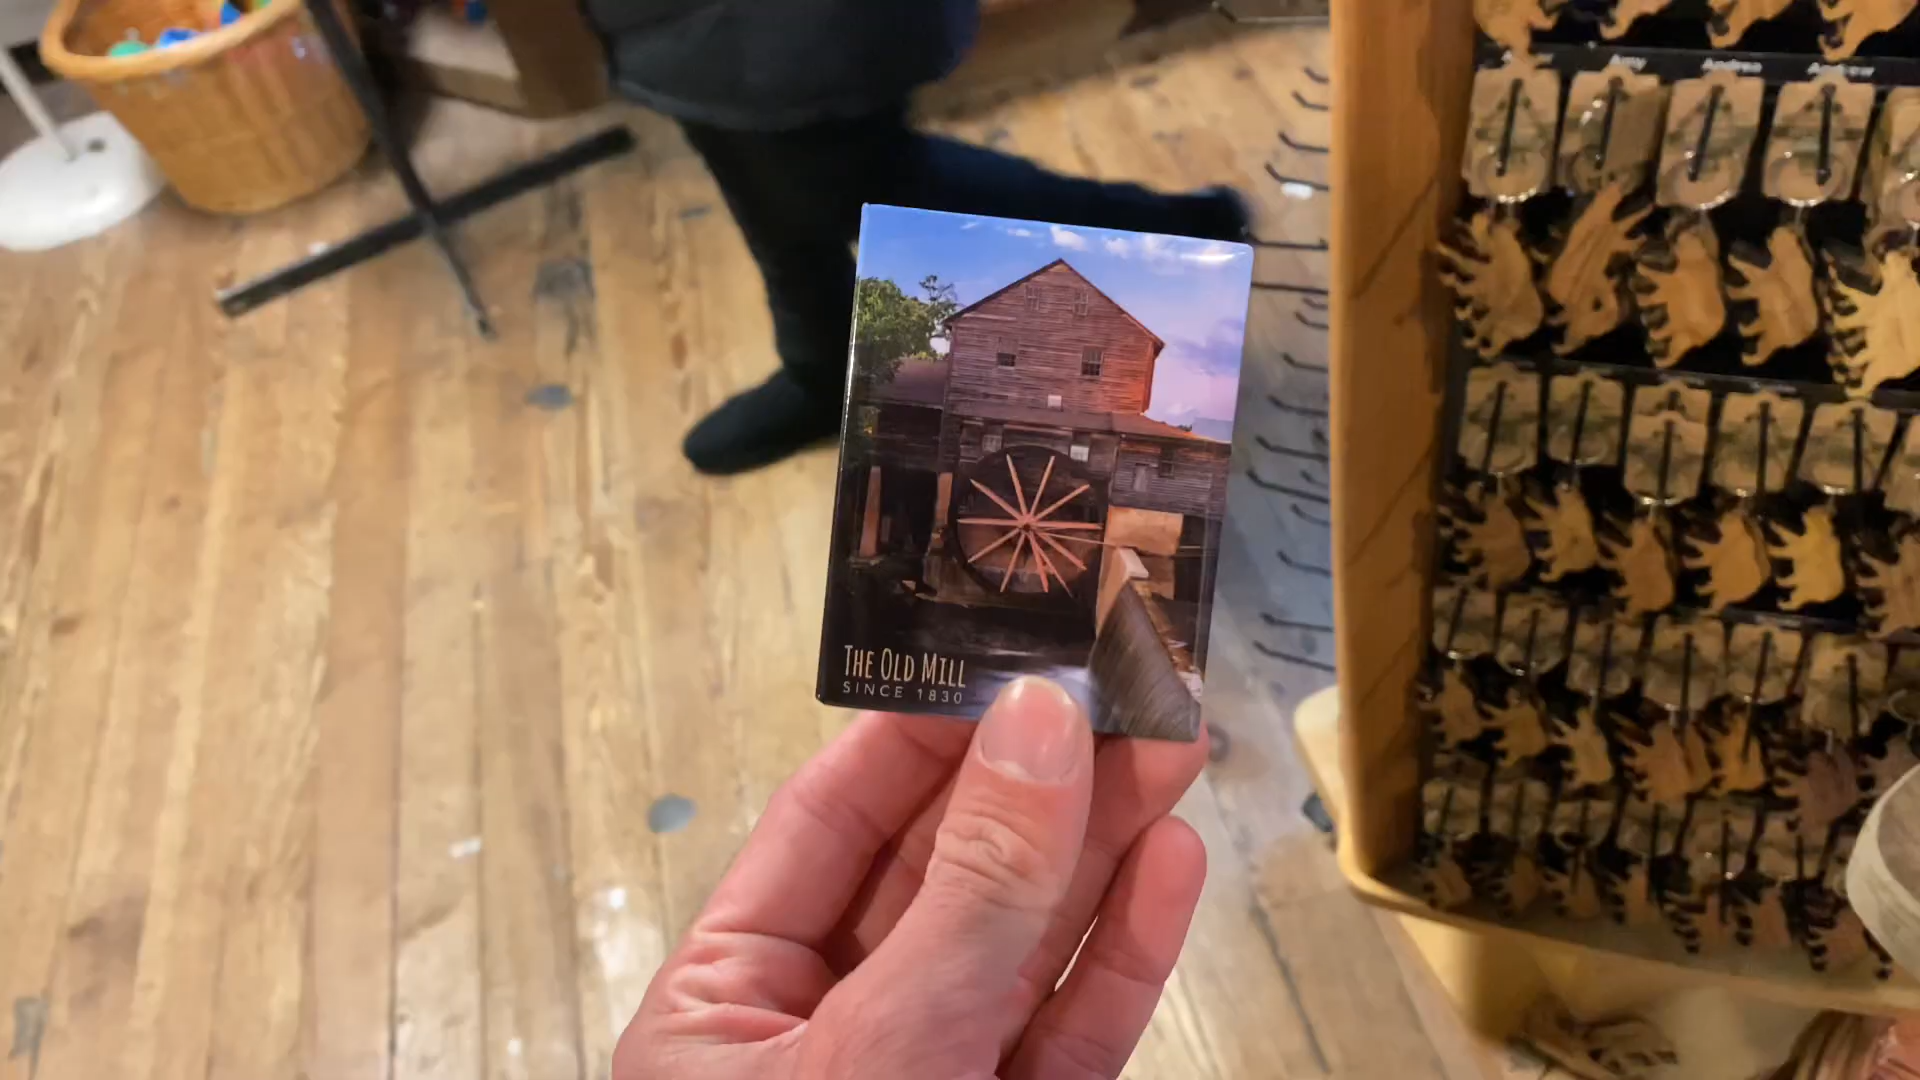 THE OLD MILL
SINCE 1830
Amy
Andrea
Andrew